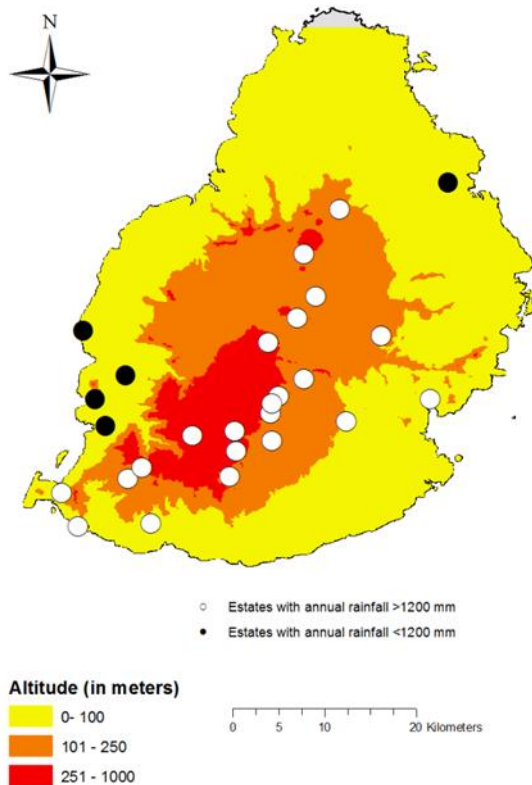 N
Estates with annual rainfall >1200 mm
Estates with annual rainfall <1200 mm
Altitude (in meters)
0- 100
101 - 250
251 - 1000
0 5 10 20 Kilometers